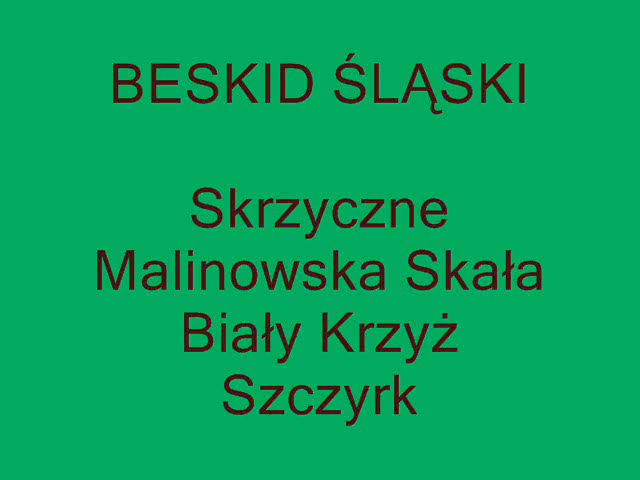 BESKID ŚLĄSKI
Skrzyczne
Malinowska Skała
Biały Krzyż
Szczyrk